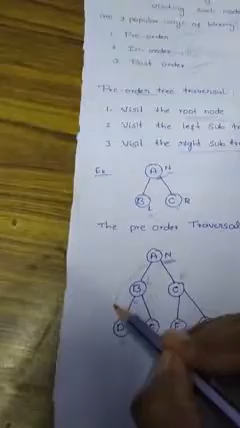 visiting each node
are 3 popular ways of binary
1. Pre-order
2. In-order
3. Post order
Pre-order tree traversal:
1. Visit the root node
2. Visit the left sub
3. Visit the right sub
Ex.
A N
B L C R
The pre order Traversal
A N
B C
D E F